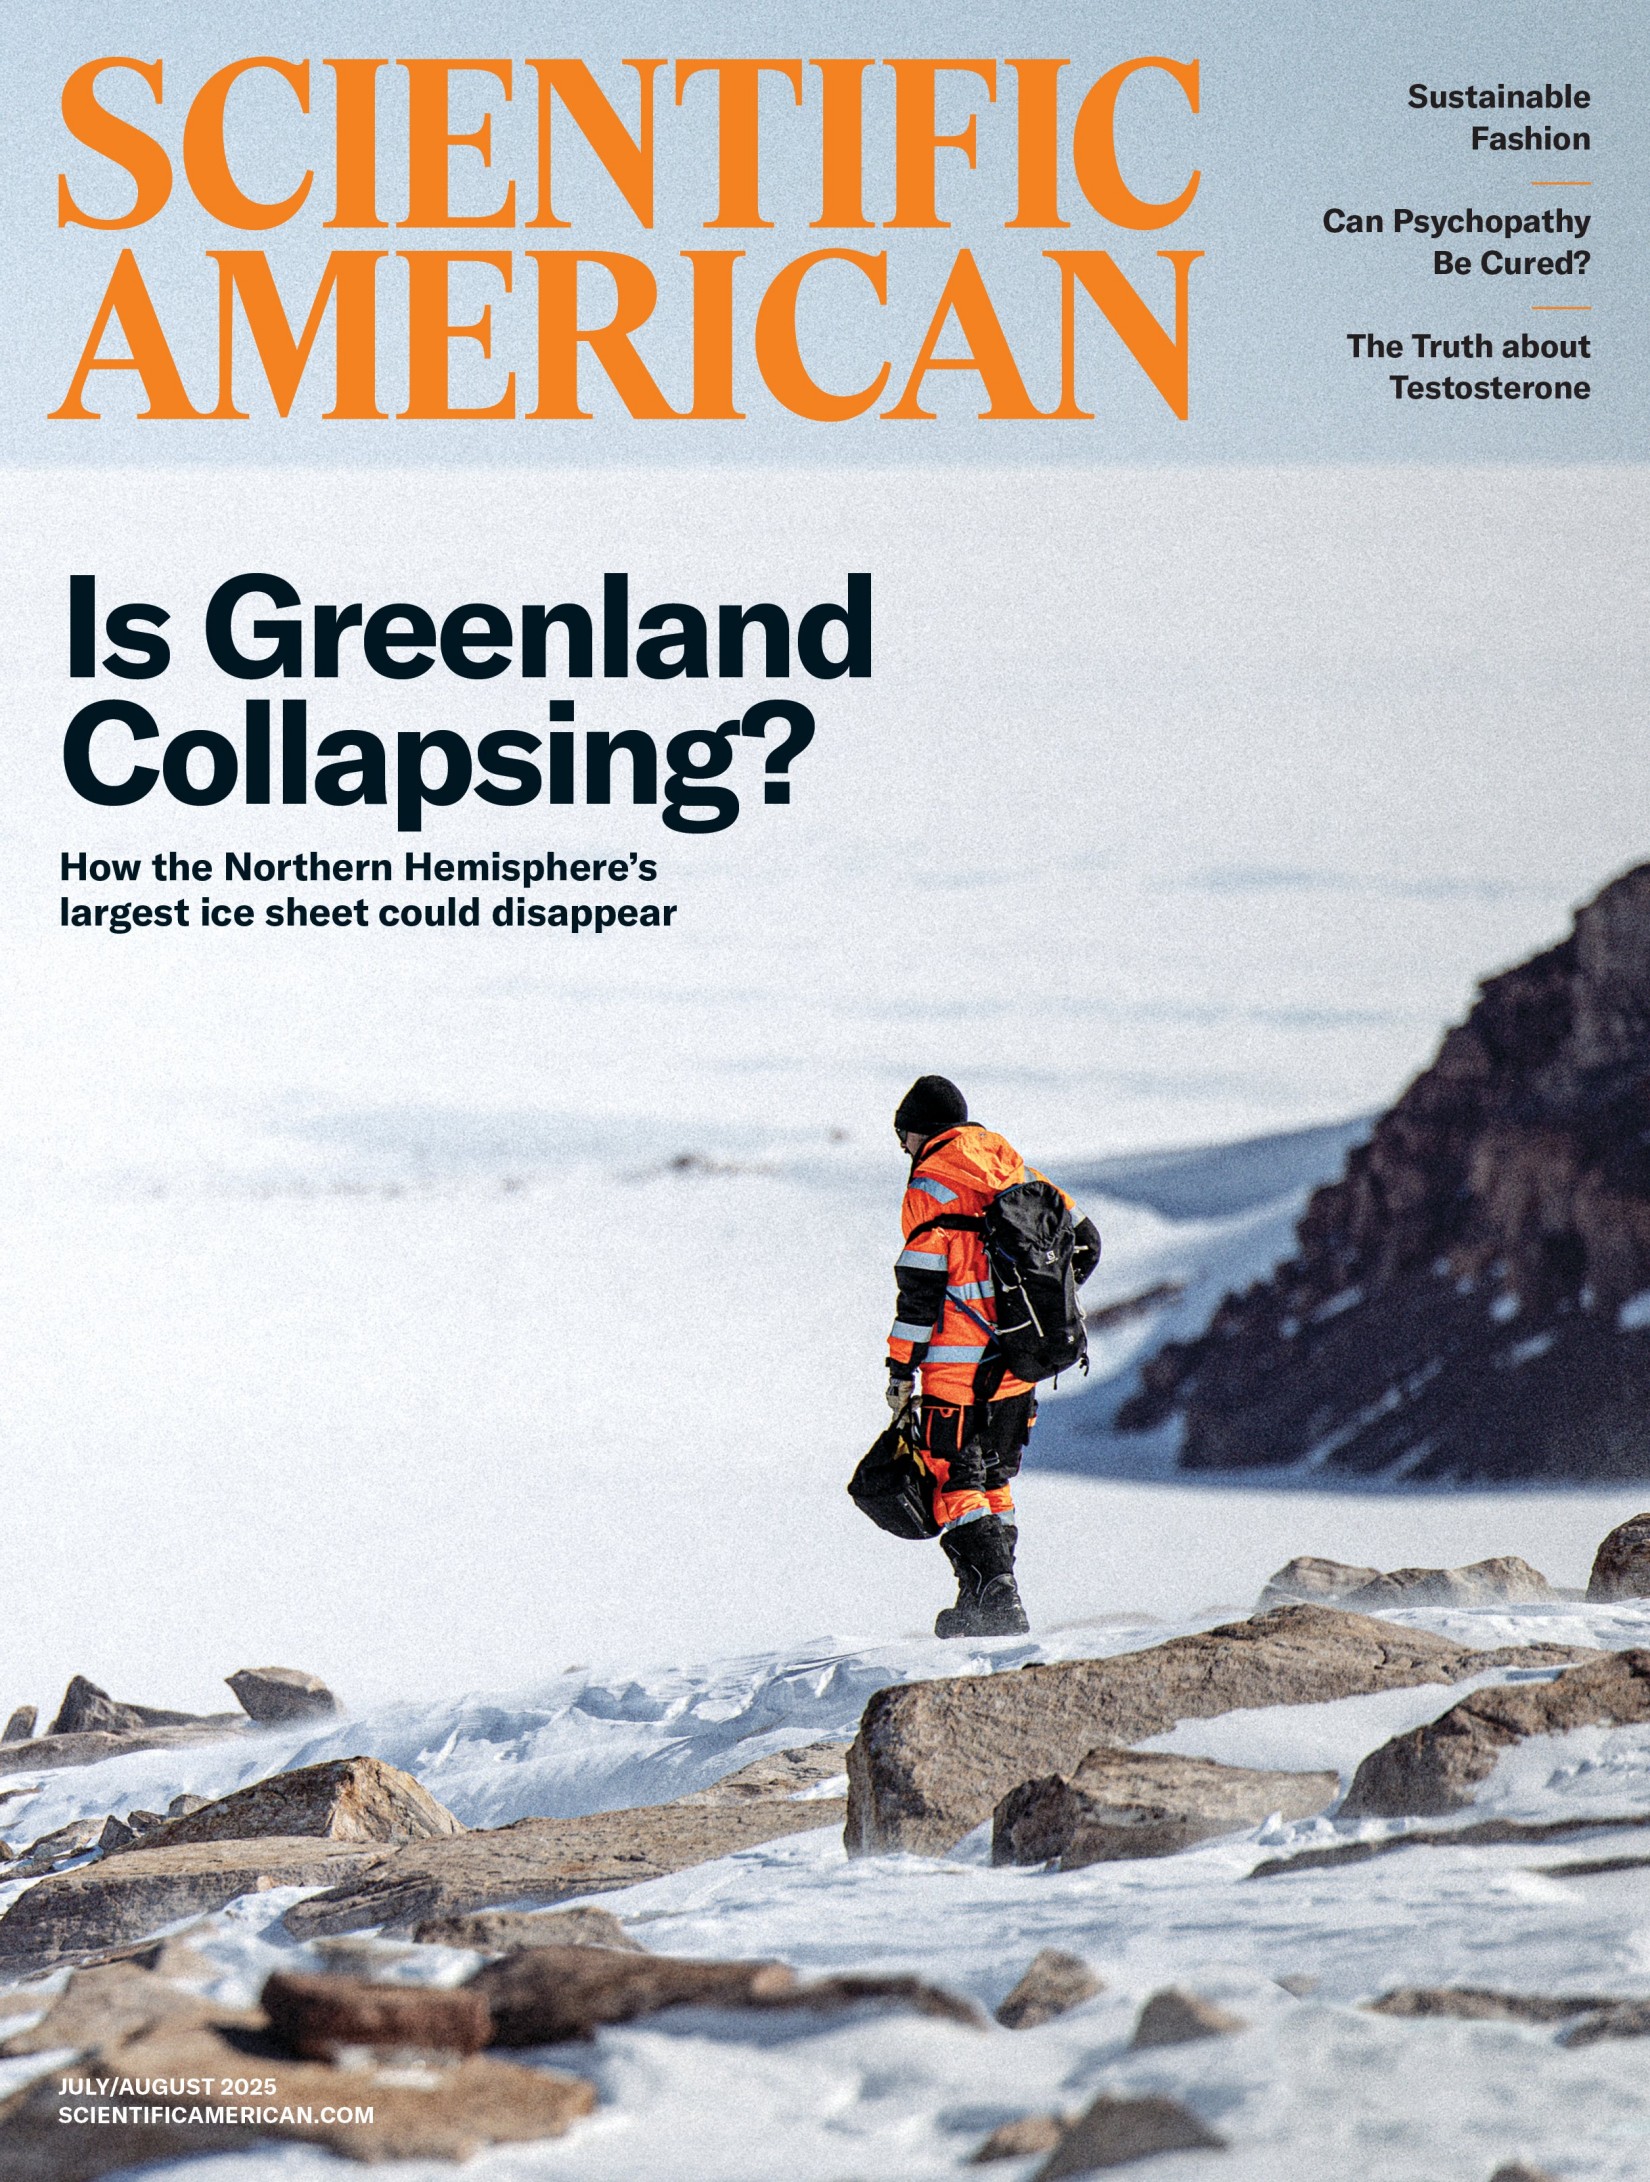 SCIENTIFIC
AMERICAN
Sustainable
Fashion
Can Psychopathy
Be Cured?
The Truth about
Testosterone
Is Greenland
Collapsing?
How the Northern Hemisphere’s
largest ice sheet could disappear
JULY/AUGUST 2025
SCIENTIFICAMERICAN.COM